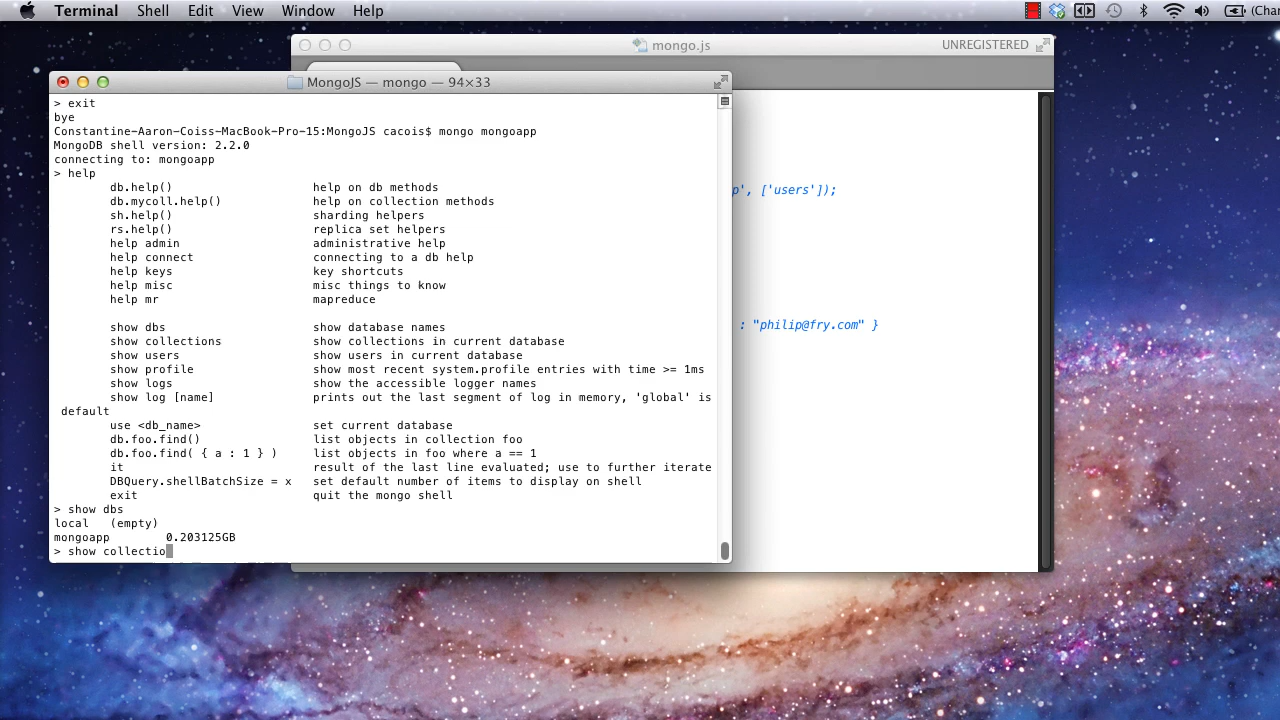 Terminal Shell Edit View Window Help (Char
mongo.js UNREGISTERED
MongoJS — mongo — 94×33
> exit
bye
Constantine-Aaron-Coiss-MacBook-Pro-15:MongoJS cacois$ mongo mongoapp
MongoDB shell version: 2.2.0
connecting to: mongoapp
> help
db.help() help on db methods
db.mycoll.help() help on collection methods
sh.help() sharding helpers
rs.help() replica set helpers
help admin administrative help
help connect connecting to a db help
help keys key shortcuts
help misc misc things to know
help mr mapreduce
show dbs show database names
show collections show collections in current database
show users show users in current database
show profile show most recent system.profile entries with time >= 1ms
show logs show the accessible logger names
show log [name] prints out the last segment of log in memory, 'global' is
default
use <db_name> set current database
db.foo.find() list objects in collection foo
db.foo.find( { a : 1 } ) list objects in foo where a == 1
it result of the last line evaluated; use to further iterate
DBQuery.shellBatchSize = x set default number of items to display on shell
exit quit the mongo shell
> show dbs
local (empty)
mongoapp 0.203125GB
> show collectio
p', ['users']);
: "philip@fry.com" }